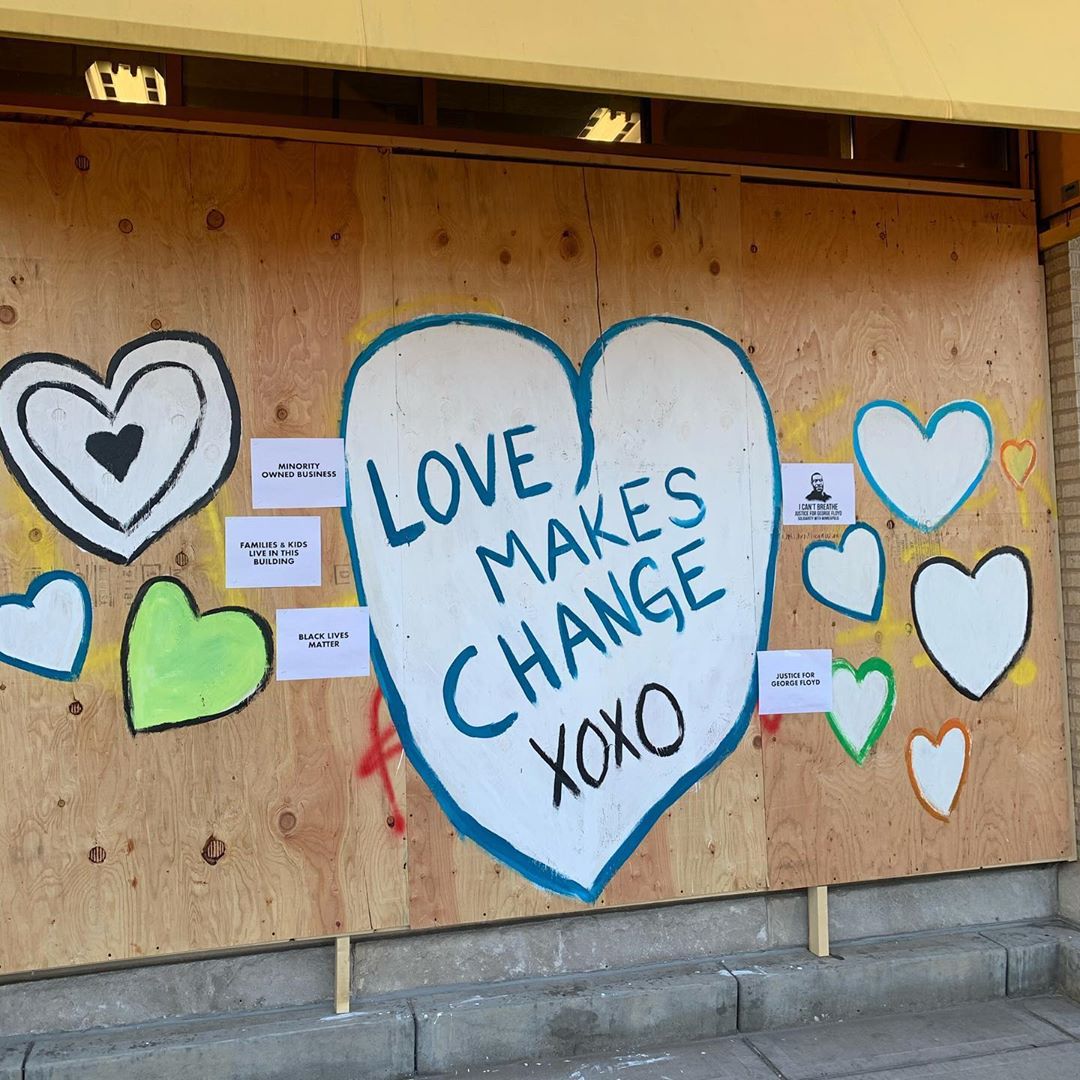 MINORITY
OWNED BUSINESS
FAMILIES & KIDS
LIVE IN THIS
BUILDING
BLACK LIVES
MATTER
LOVE
MAKES
CHANGE
XOXO
I CAN'T BREATHE
JUSTICE FOR GEORGE FLOYD
SOLIDARITY WITH MINNEAPOLIS
JUSTICE FOR
GEORGE FLOYD